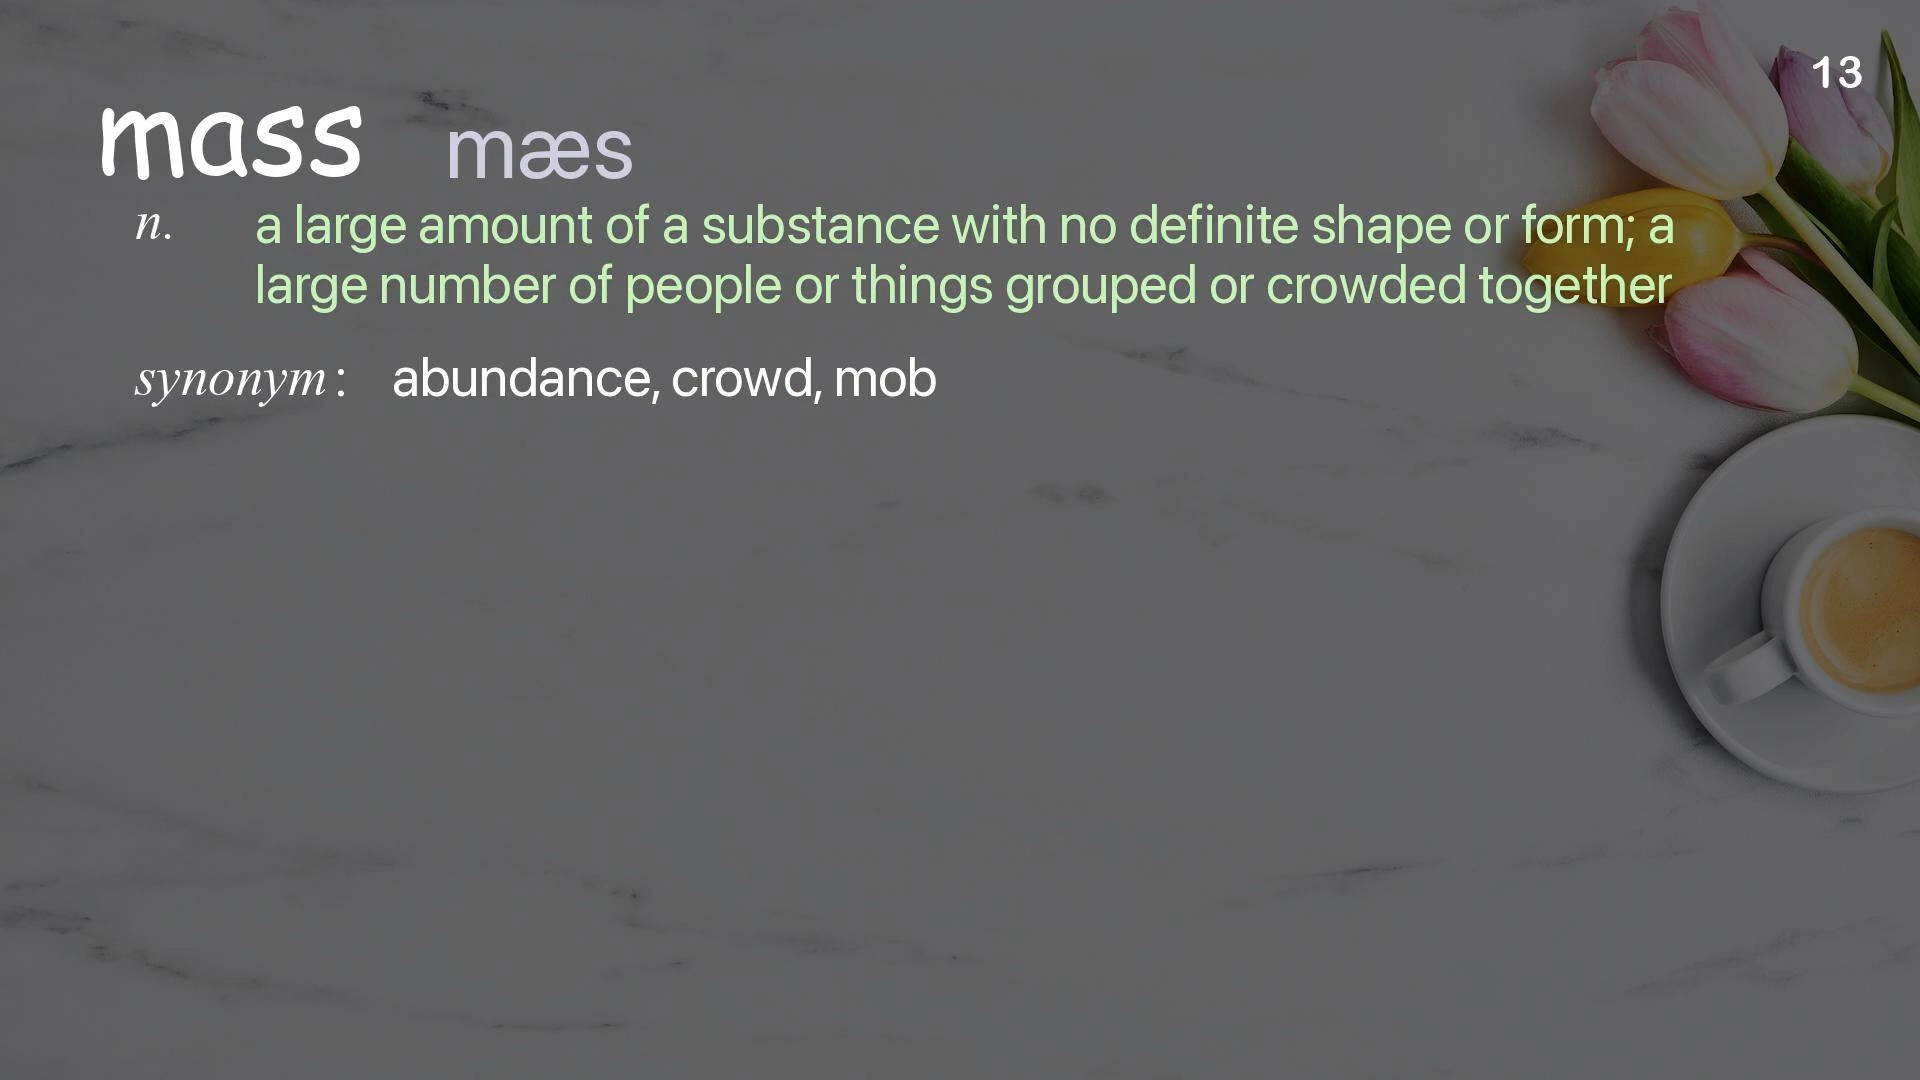 13
mass mæs
n. a large amount of a substance with no definite shape or form; a
large number of people or things grouped or crowded together
synonym: abundance, crowd, mob